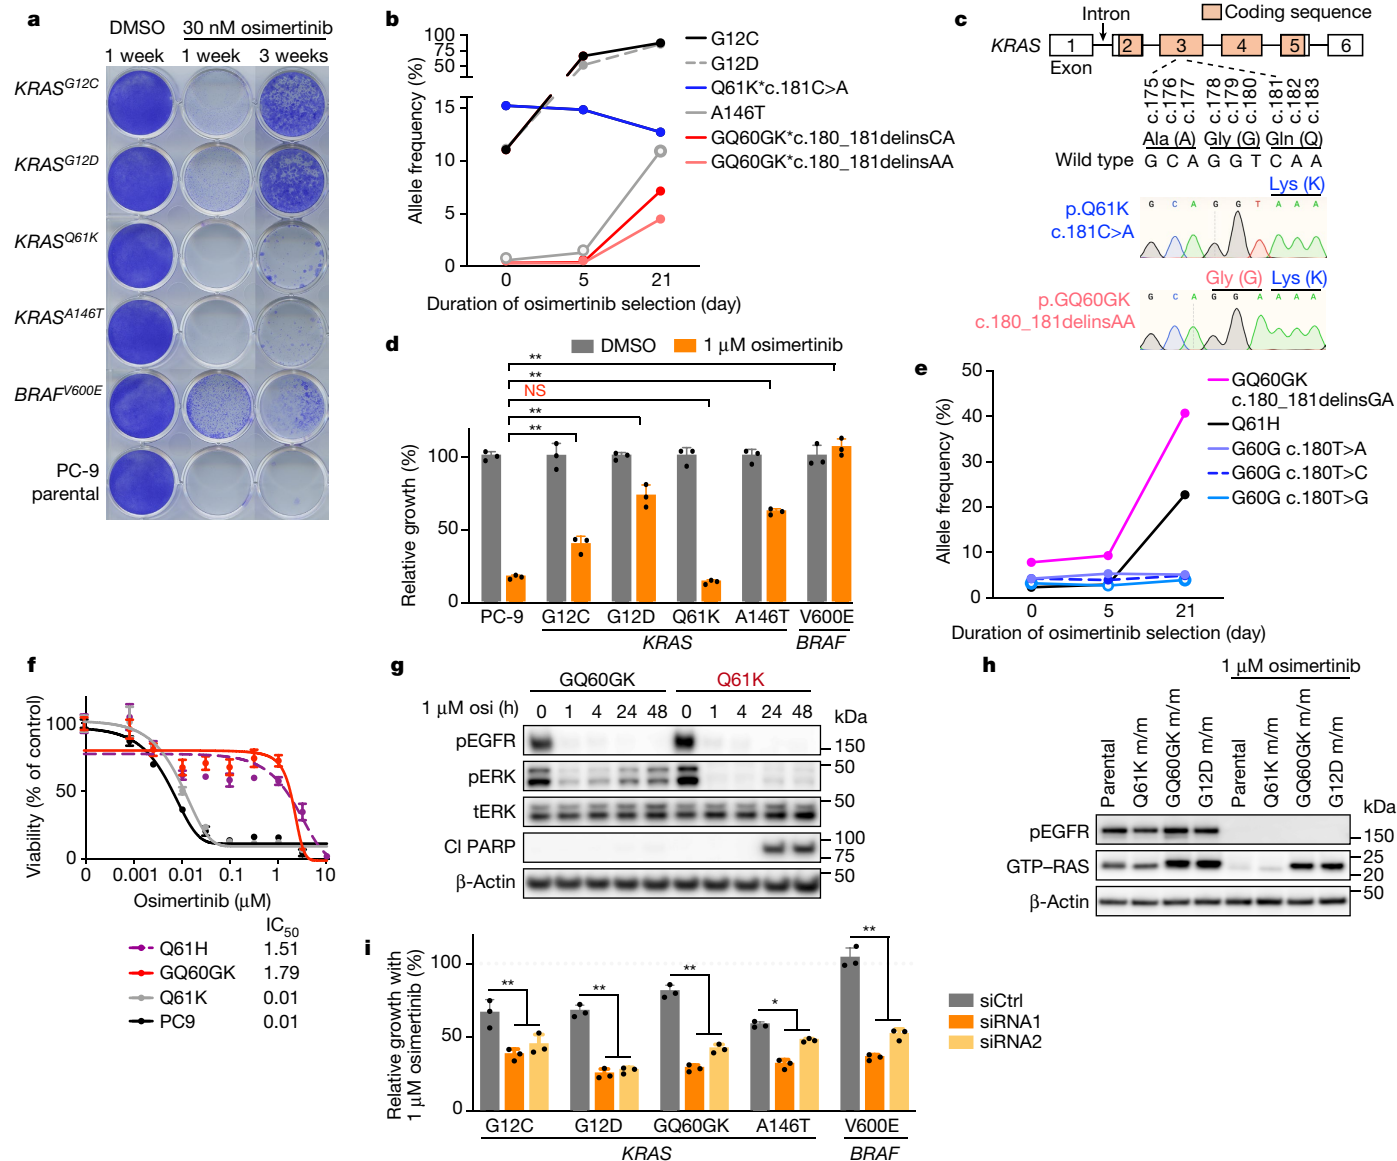 a
DMSO
30 nM osimertinib
1 week
1 week
3 weeks
KRAS^G12C
KRAS^G12D
KRAS^Q61K
KRAS^A146T
BRAF^V600E
PC-9
parental
b
Allele frequency (%)
100
75
50
15
10
5
0
0
5
21
Duration of osimertinib selection (day)
G12C
G12D
Q61K*c.181C>A
A146T
GQ60GK*c.180_181delinsCA
GQ60GK*c.180_181delinsAA
c
Intron
Coding sequence
KRAS
1
2
3
4
5
6
Exon
c.175
c.176
c.177
c.178
c.179
c.180
c.181
c.182
c.183
Ala (A)
Gly (G)
Gln (Q)
Wild type
G C A G G T C A A
Lys (K)
p.Q61K
c.181C>A
G C A G G T A A A
Gly (G)
Lys (K)
p.GQ60GK
c.180_181delinsAA
G C A G G A A A A
d
DMSO
1 µM osimertinib
**
**
NS
**
**
Relative growth (%)
100
50
0
PC-9
G12C
G12D
Q61K
A146T
V600E
KRAS
BRAF
e
Allele frequency (%)
50
40
30
20
10
0
0
5
21
Duration of osimertinib selection (day)
GQ60GK
c.180_181delinsGA
Q61H
G60G c.180T>A
G60G c.180T>C
G60G c.180T>G
f
Viability (% of control)
100
50
0
0
0.001
0.01
0.1
1
10
Osimertinib (µM)
IC50
Q61H 1.51
GQ60GK 1.79
Q61K 0.01
PC9 0.01
g
GQ60GK
Q61K
1 µM osi (h)
0 1 4 24 48 0 1 4 24 48
kDa
pEGFR
150
pERK
50
tERK
50
Cl PARP
100
75
β-Actin
50
h
1 µM osimertinib
Parental
Q61K m/m
GQ60GK m/m
G12D m/m
Parental
Q61K m/m
GQ60GK m/m
G12D m/m
kDa
pEGFR
150
GTP–RAS
25
20
β-Actin
50
i
Relative growth with
1 µM osimertinib (%)
100
50
0
**
**
**
*
**
siCtrl
siRNA1
siRNA2
G12C
G12D
GQ60GK
A146T
V600E
KRAS
BRAF